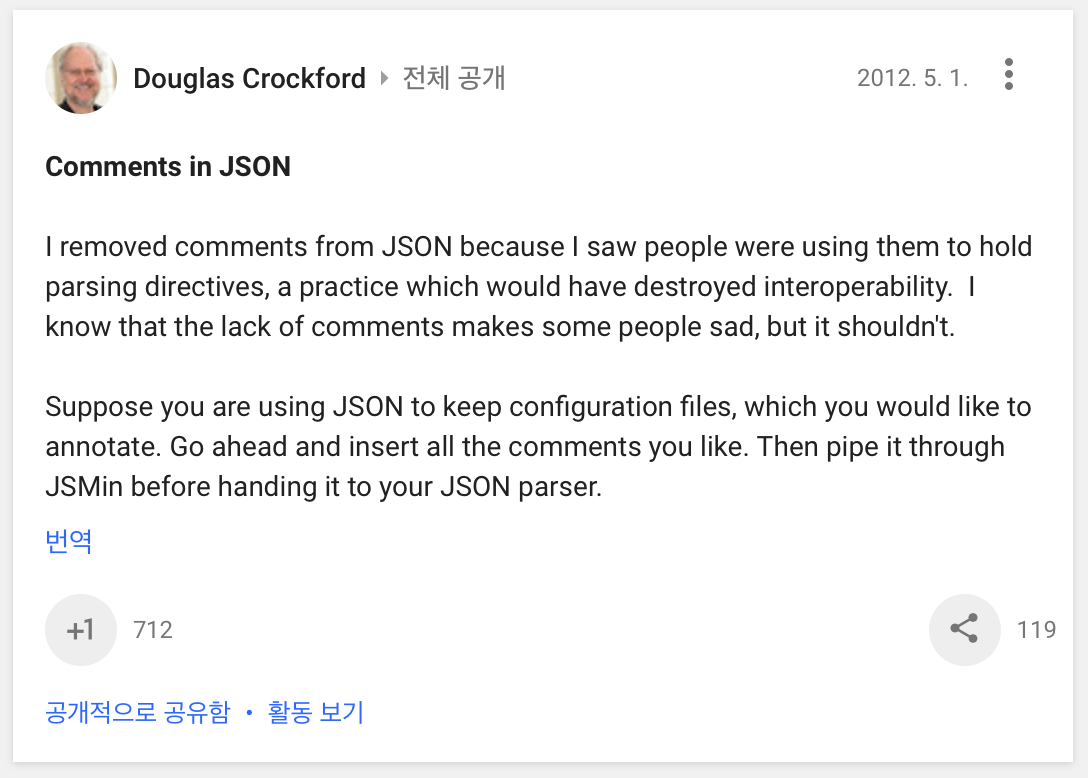 Douglas Crockford 전체 공개 2012. 5. 1.
Comments in JSON
I removed comments from JSON because I saw people were using them to hold
parsing directives, a practice which would have destroyed interoperability.  I
know that the lack of comments makes some people sad, but it shouldn't.
Suppose you are using JSON to keep configuration files, which you would like to
annotate. Go ahead and insert all the comments you like. Then pipe it through
JSMin before handing it to your JSON parser.
번역
+1 712 119
공개적으로 공유함 • 활동 보기